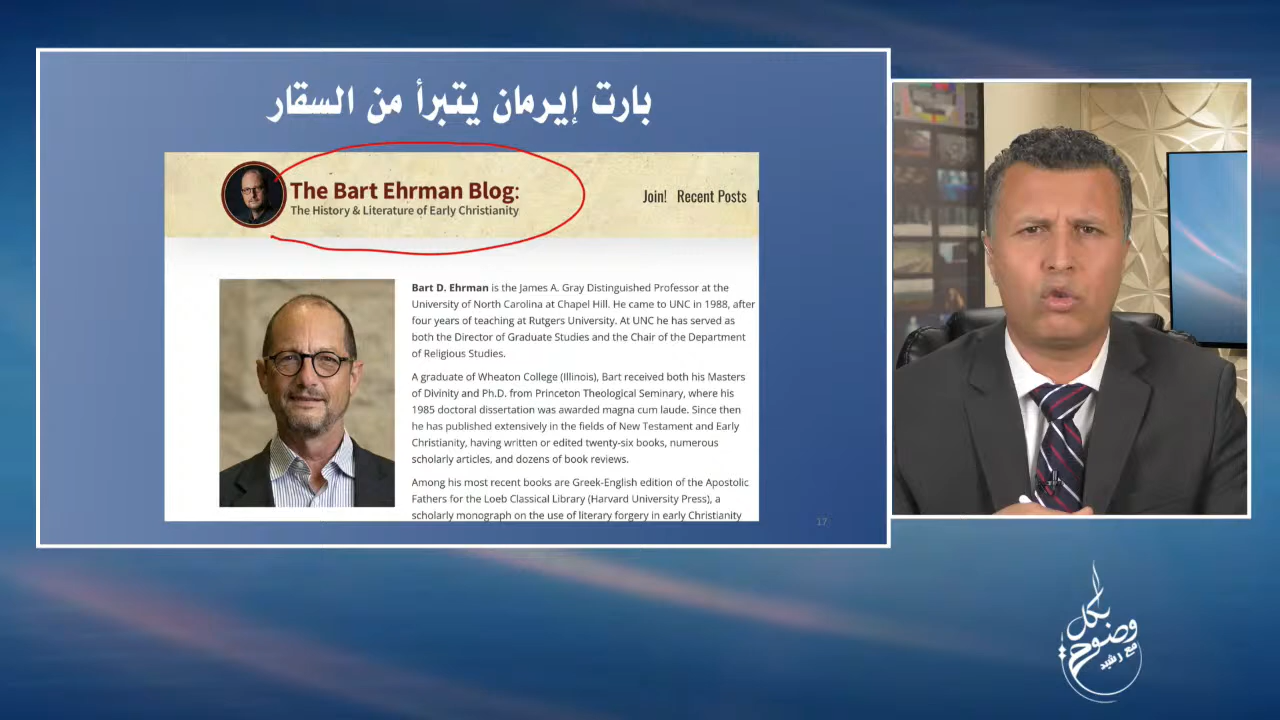 بارت إيرمان يتبرأ من السقار
The Bart Ehrman Blog:
The History & Literature of Early Christianity
Join! Recent Posts
Bart D. Ehrman is the James A. Gray Distinguished Professor at the
University of North Carolina at Chapel Hill. He came to UNC in 1988, after
four years of teaching at Rutgers University. At UNC he has served as
both the Director of Graduate Studies and the Chair of the Department
of Religious Studies.
A graduate of Wheaton College (Illinois), Bart received both his Masters
of Divinity and Ph.D. from Princeton Theological Seminary, where his
1985 doctoral dissertation was awarded magna cum laude. Since then
he has published extensively in the fields of New Testament and Early
Christianity, having written or edited twenty-six books, numerous
scholarly articles, and dozens of book reviews.
Among his most recent books are Greek-English edition of the Apostolic
Fathers for the Loeb Classical Library (Harvard University Press), a
scholarly monograph on the use of literary forgery in early Christianity
17
بكل
وضوح
مع رشيد